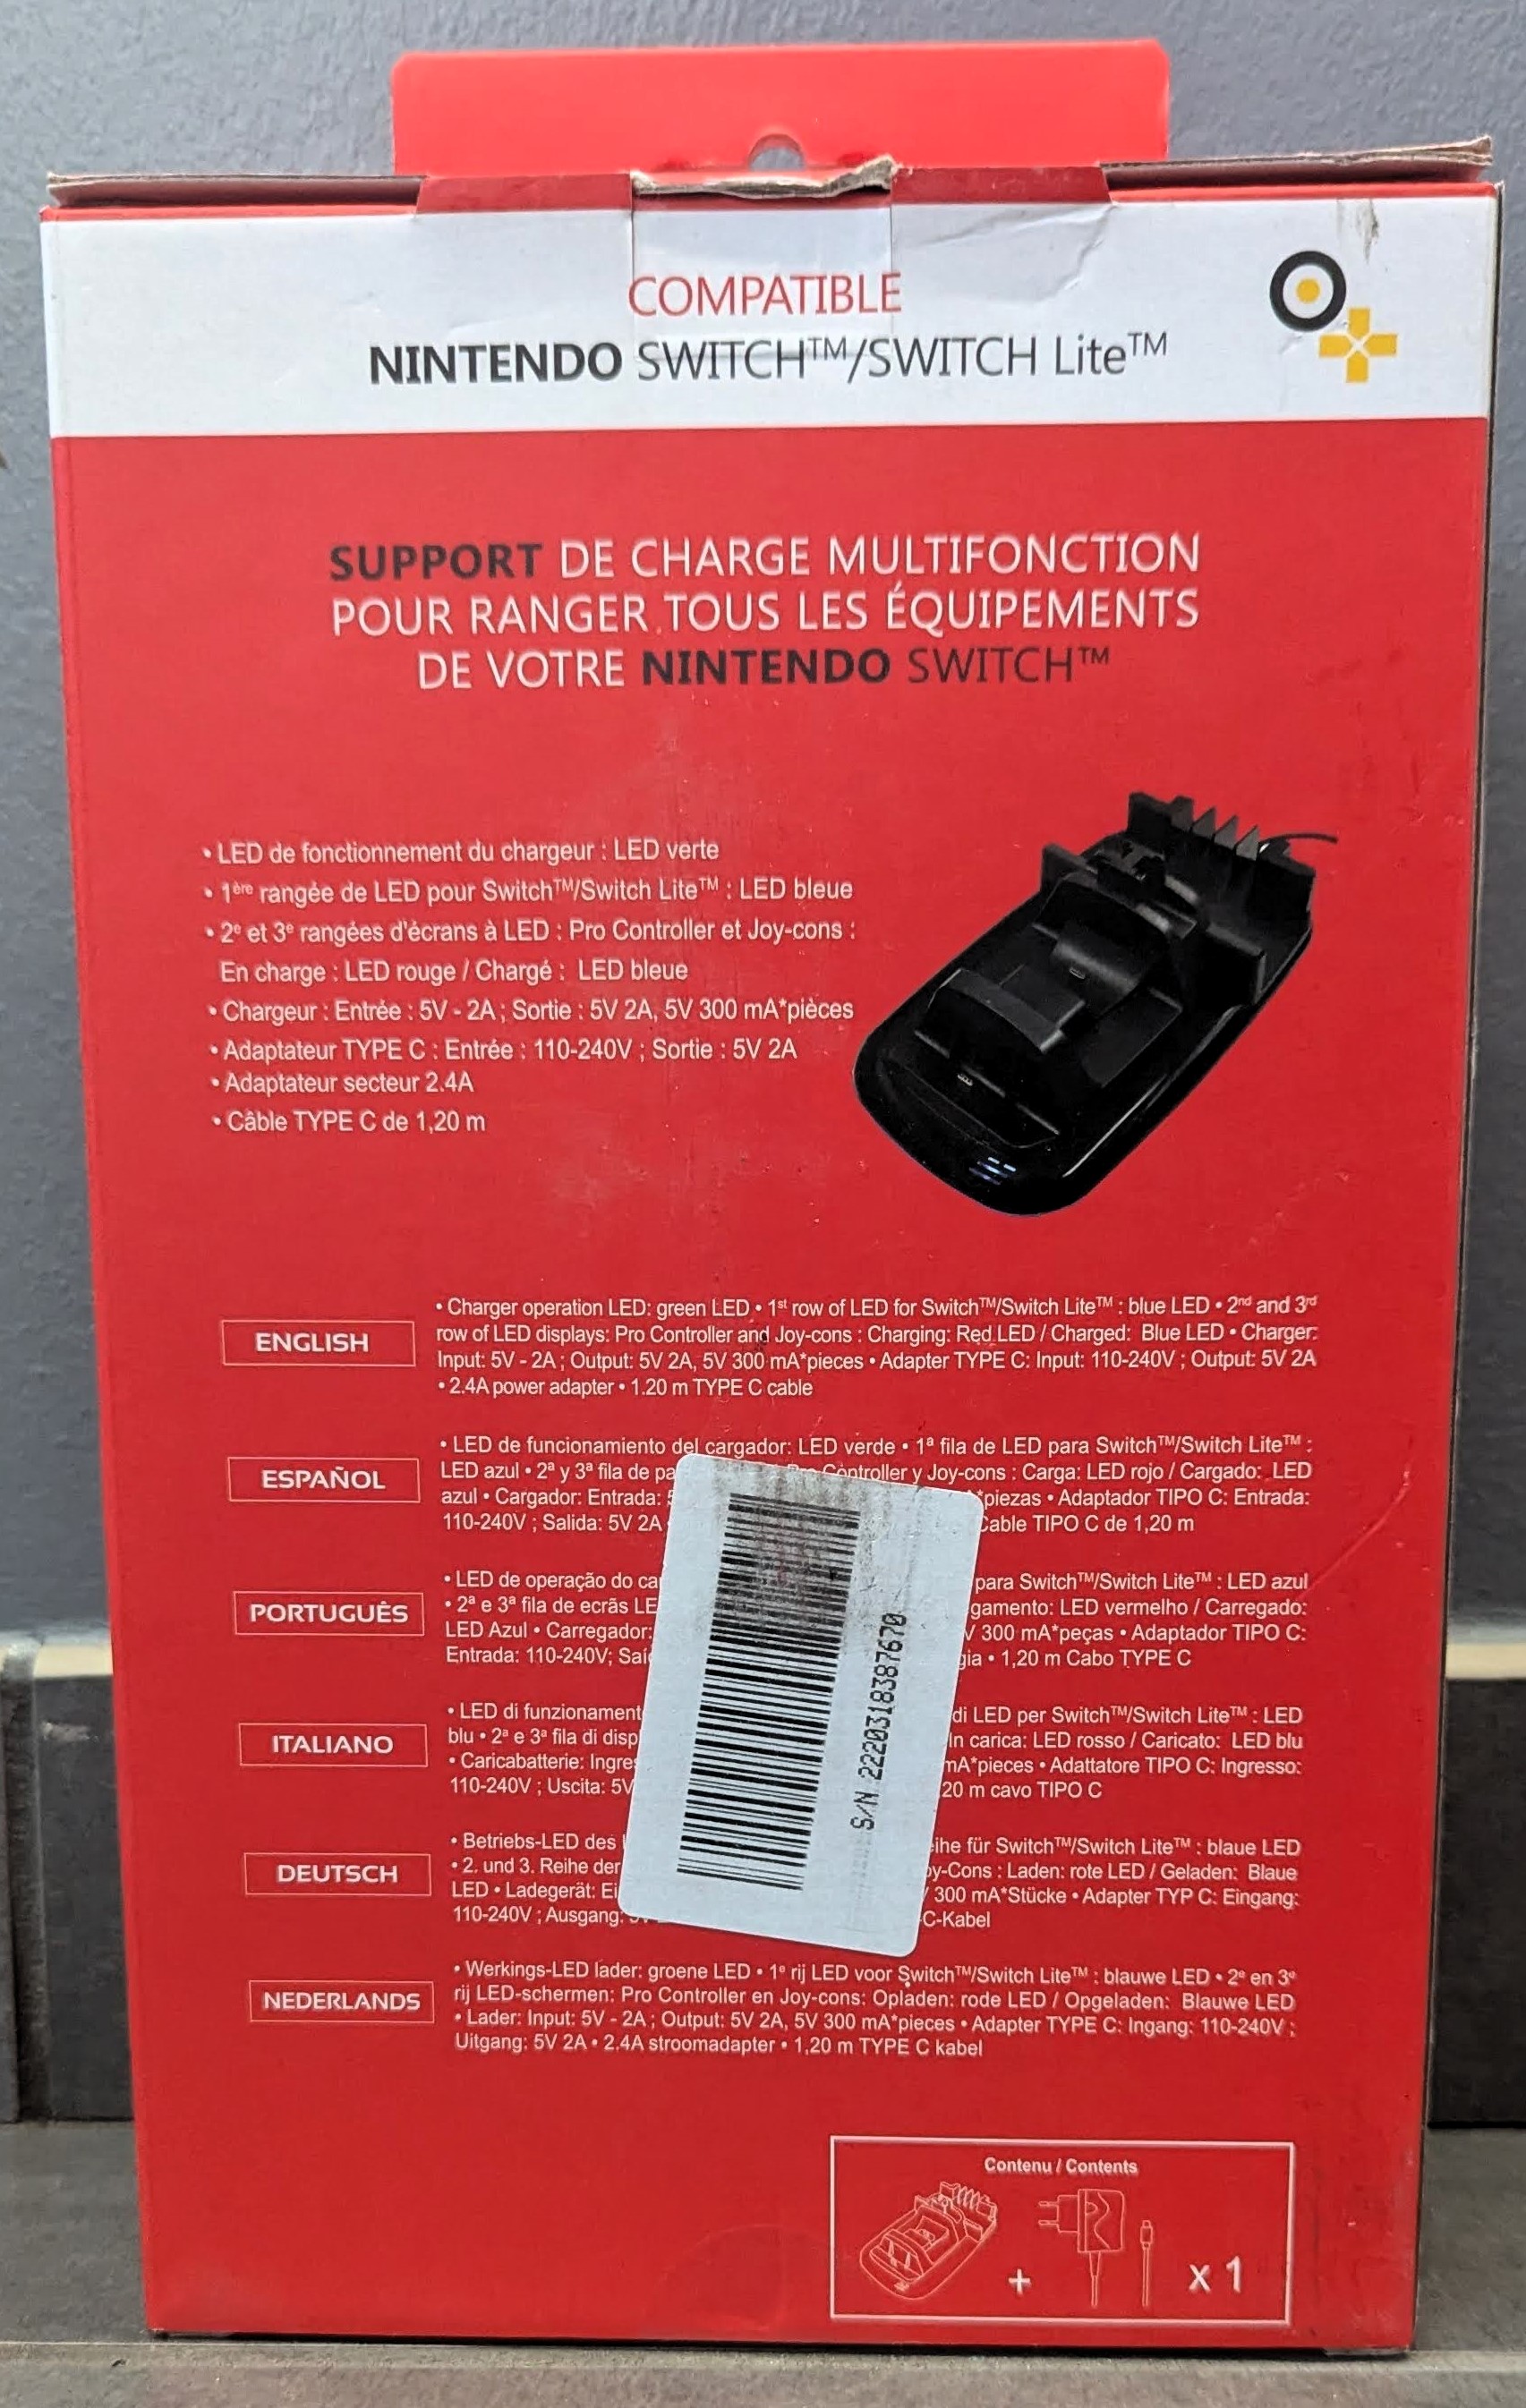 COMPATIBLE
NINTENDO SWITCH™/SWITCH Lite™
SUPPORT DE CHARGE MULTIFONCTION
POUR RANGER TOUS LES ÉQUIPEMENTS
DE VOTRE NINTENDO SWITCH™
• LED de fonctionnement du chargeur : LED verte
• 1ère rangée de LED pour Switch™/Switch Lite™ : LED bleue
• 2e et 3e rangées d'écrans à LED : Pro Controller et Joy-cons :
En charge : LED rouge / Chargé : LED bleue
• Chargeur : Entrée : 5V - 2A ; Sortie : 5V 2A, 5V 300 mA*pièces
• Adaptateur TYPE C : Entrée : 110-240V ; Sortie : 5V 2A
• Adaptateur secteur 2.4A
• Câble TYPE C de 1,20 m
ENGLISH
• Charger operation LED: green LED • 1st row of LED for Switch™/Switch Lite™ : blue LED • 2nd and 3rd
row of LED displays: Pro Controller and Joy-cons : Charging: Red LED / Charged: Blue LED • Charger:
Input: 5V - 2A ; Output: 5V 2A, 5V 300 mA*pieces • Adapter TYPE C: Input: 110-240V ; Output: 5V 2A
• 2.4A power adapter • 1.20 m TYPE C cable
ESPAÑOL
• LED de funcionamiento del cargador: LED verde • 1ª fila de LED para Switch™/Switch Lite™ :
LED azul • 2ª y 3ª fila de Controller y Joy-cons : Carga: LED rojo / Cargado: LED
azul • Cargador: Entrada: *piezas • Adaptador TIPO C: Entrada:
110-240V ; Salida: 5V 2A Cable TIPO C de 1,20 m
PORTUGUÊS
• LED de operação do para Switch™/Switch Lite™ : LED azul
• 2ª e 3ª fila de ecrãs LED vermelho / Carregado:
LED Azul • Carregador: 300 mA*peças • Adaptador TIPO C:
Entrada: 110-240V; • 1,20 m Cabo TYPE C
ITALIANO
• LED di di LED per Switch™/Switch Lite™ : LED
blu • 2ª e 3ª fila di In carica: LED rosso / Caricato: LED blu
• Caricabatterie: mA*pieces • Adattatore TIPO C: Ingresso:
110-240V ; Uscita: 20 m cavo TIPO C
DEUTSCH
• Betriebs-LED des für Switch™/Switch Lite™ : blaue LED
• 2. und 3. Reihe der Laden: rote LED / Geladen: Blaue
LED • Ladegerät: 300 mA*Stücke • Adapter TYP C: Eingang:
110-240V ; Ausgang: C-Kabel
NEDERLANDS
• Werkings-LED lader: groene LED • 1e rij LED voor Switch™/Switch Lite™ : blauwe LED • 2e en 3e
rij LED-schermen: Pro Controller en Joy-cons: Opladen: rode LED / Opgeladen: Blauwe LED
• Lader: Input: 5V - 2A ; Output: 5V 2A, 5V 300 mA*pieces • Adapter TYPE C: Ingang: 110-240V ;
Uitgang: 5V 2A • 2.4A stroomadapter • 1,20 m TYPE C kabel
S/N 2220318387670
Contenu / Contents
+ x 1